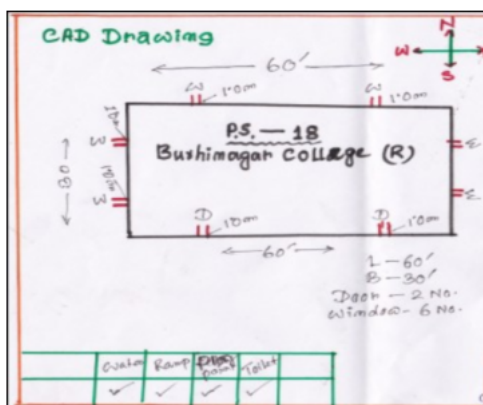 CAD Drawing
N
W
S
60'
W 1.0m W 1.0m
P.S. — 18
Bushinagar College (R)
W
W
30'
D 1.0m D 1.0m
60'
L — 60'
B — 30'
Door — 2 No.
Window — 6 No.
Water Ramp Toilet